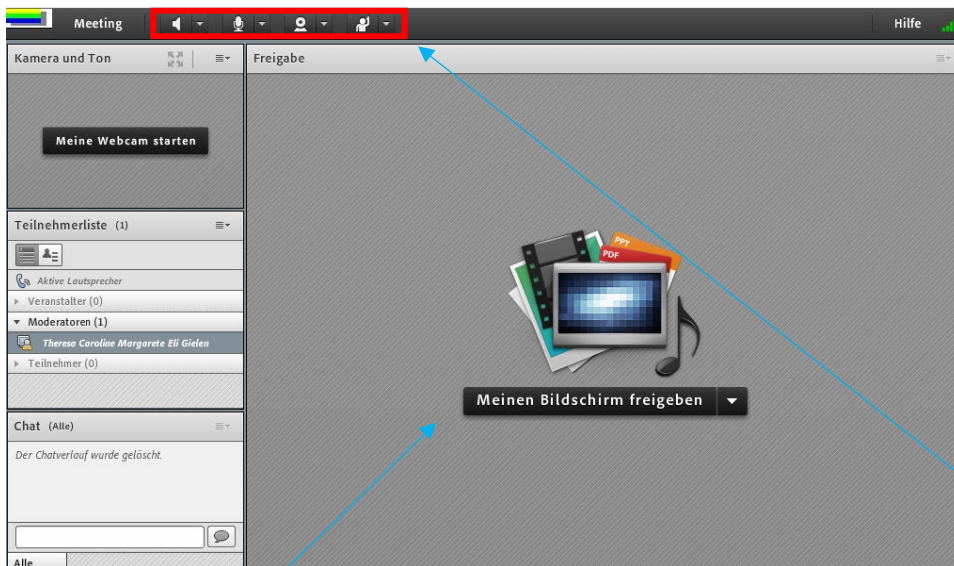 Meeting
Hilfe
Kamera und Ton
Freigabe
Meine Webcam starten
Teilnehmerliste (1)
Aktive Lautsprecher
Veranstalter (0)
Moderatoren (1)
Theresa Caroline Margarete Eli Gielen
Teilnehmer (0)
PPT
PDF
Meinen Bildschirm freigeben
Chat (Alle)
Der Chatverlauf wurde gelöscht.
Alle